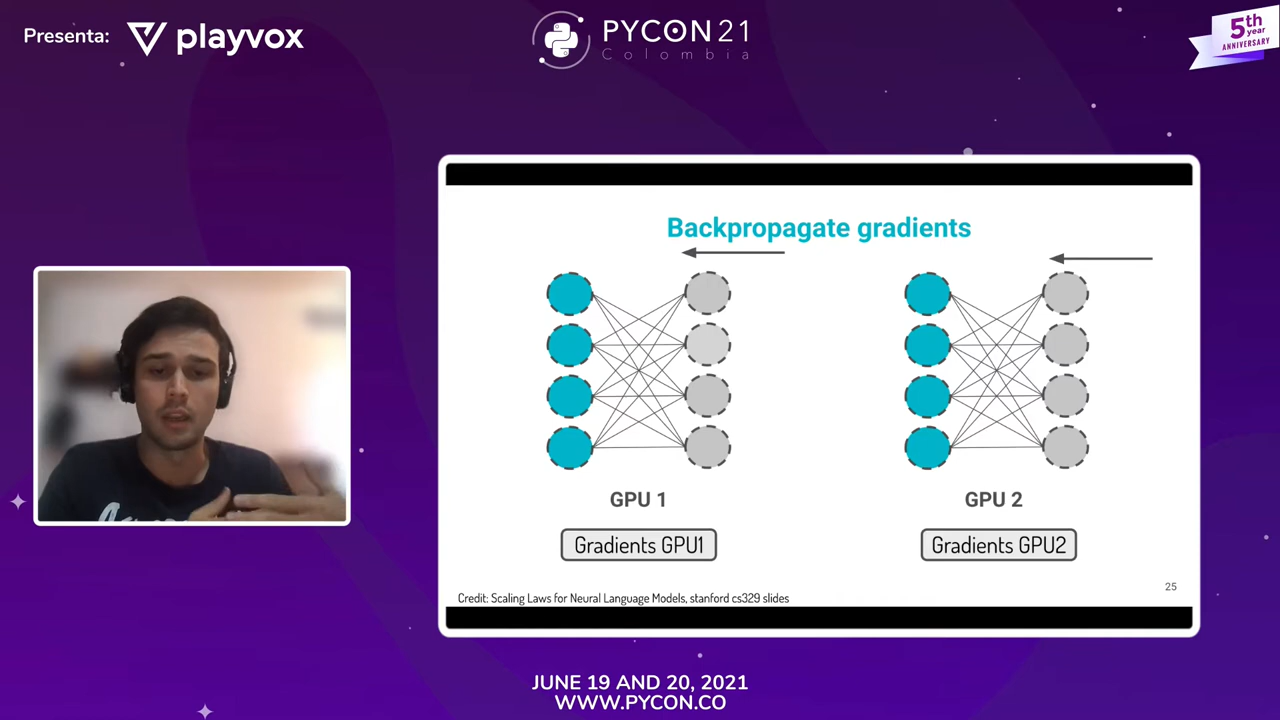 Presenta: playvox
PYCON 21
Colombia
5th
year
ANNIVERSARY
Backpropagate gradients
GPU 1
GPU 2
Gradients GPU1
Gradients GPU2
25
Credit: Scaling Laws for Neural Language Models, stanford cs329 slides
JUNE 19 AND 20, 2021
WWW.PYCON.CO